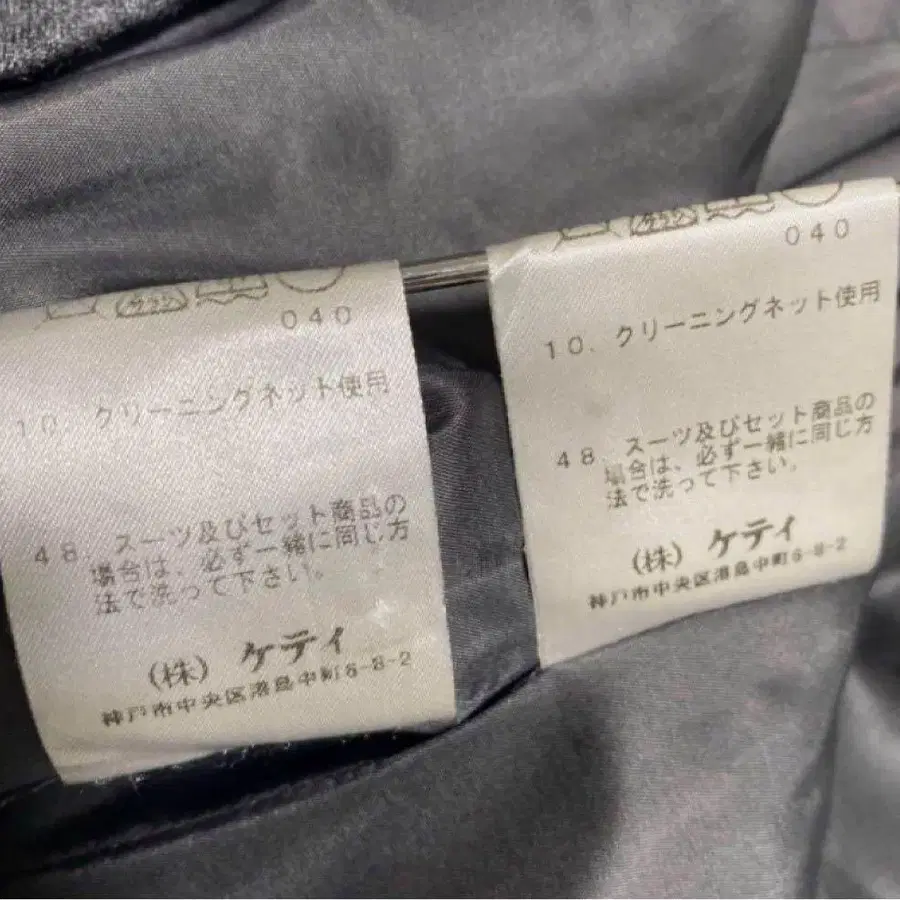 040
10. クリーニングネット使用
48. スーツ及びセット商品の
場合は、必ず一緒に同じ方
法で洗って下さい。
(株) ケティ
神戸市中央区港島中町6-8-2
040
10. クリーニングネット使用
48. スーツ及びセット商品の
場合は、必ず一緒に同じ方
法で洗って下さい。
(株) ケティ
神戸市中央区港島中町6-8-2